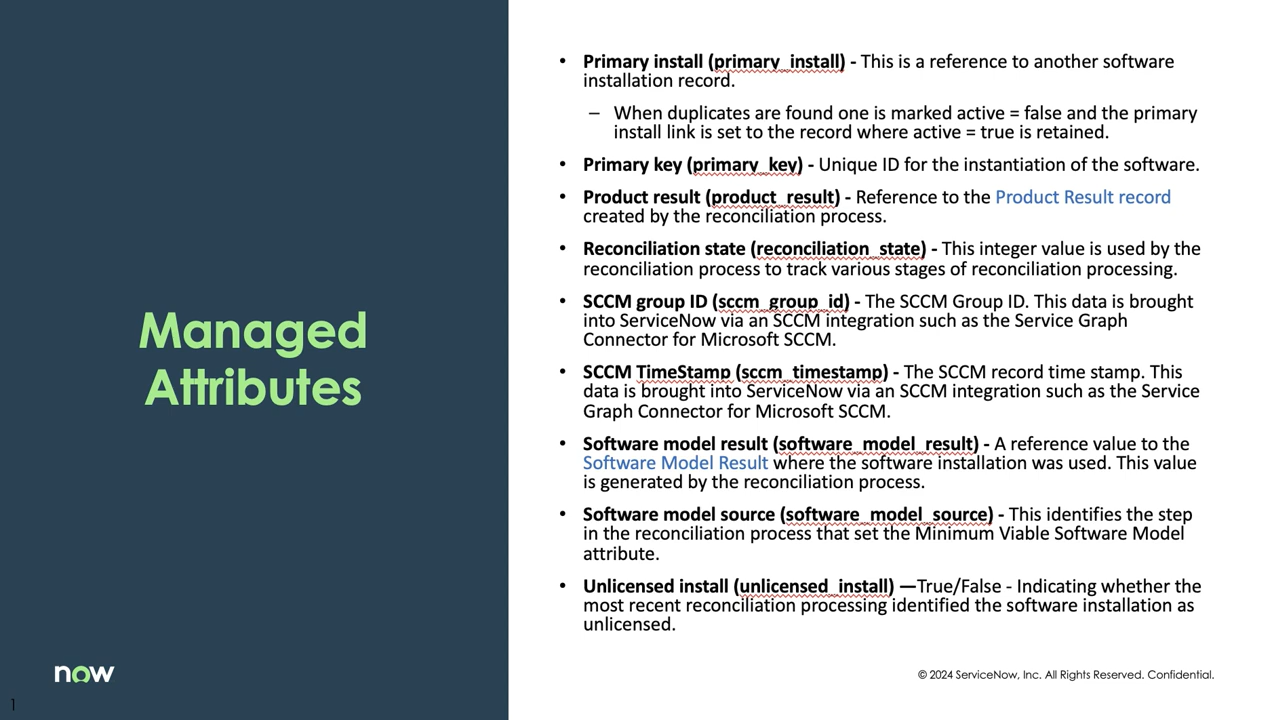 Managed
Attributes
• Primary install (primary_install) - This is a reference to another software
installation record.
– When duplicates are found one is marked active = false and the primary
install link is set to the record where active = true is retained.
• Primary key (primary_key) - Unique ID for the instantiation of the software.
• Product result (product_result) - Reference to the Product Result record
created by the reconciliation process.
• Reconciliation state (reconciliation_state) - This integer value is used by the
reconciliation process to track various stages of reconciliation processing.
• SCCM group ID (sccm_group_id) - The SCCM Group ID. This data is brought
into ServiceNow via an SCCM integration such as the Service Graph
Connector for Microsoft SCCM.
• SCCM TimeStamp (sccm_timestamp) - The SCCM record time stamp. This
data is brought into ServiceNow via an SCCM integration such as the Service
Graph Connector for Microsoft SCCM.
• Software model result (software_model_result) - A reference value to the
Software Model Result where the software installation was used. This value
is generated by the reconciliation process.
• Software model source (software_model_source) - This identifies the step
in the reconciliation process that set the Minimum Viable Software Model
attribute.
• Unlicensed install (unlicensed_install) —True/False - Indicating whether the
most recent reconciliation processing identified the software installation as
unlicensed.
now
© 2024 ServiceNow, Inc. All Rights Reserved. Confidential.
1